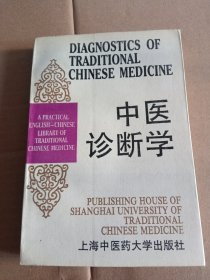 DIAGNOSTICS OF
TRADITIONAL
CHINESE MEDICINE
A PRACTICAL
ENGLISH-CHINESE
LIBRARY OF
TRADITIONAL
CHINESE MEDICINE
中医
诊断学
PUBLISHING HOUSE OF
SHANGHAI UNIVERSITY OF
TRADITIONAL
CHINESE MEDICINE
上海中医药大学出版社